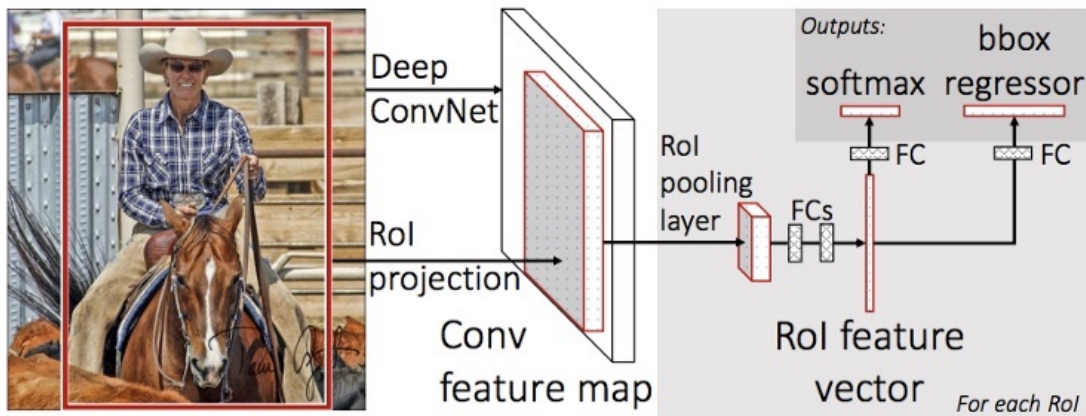 Deep
ConvNet
RoI
projection
Conv
feature map
RoI
pooling
layer
FCs
Outputs:
softmax
bbox
regressor
FC
FC
RoI feature
vector
For each RoI